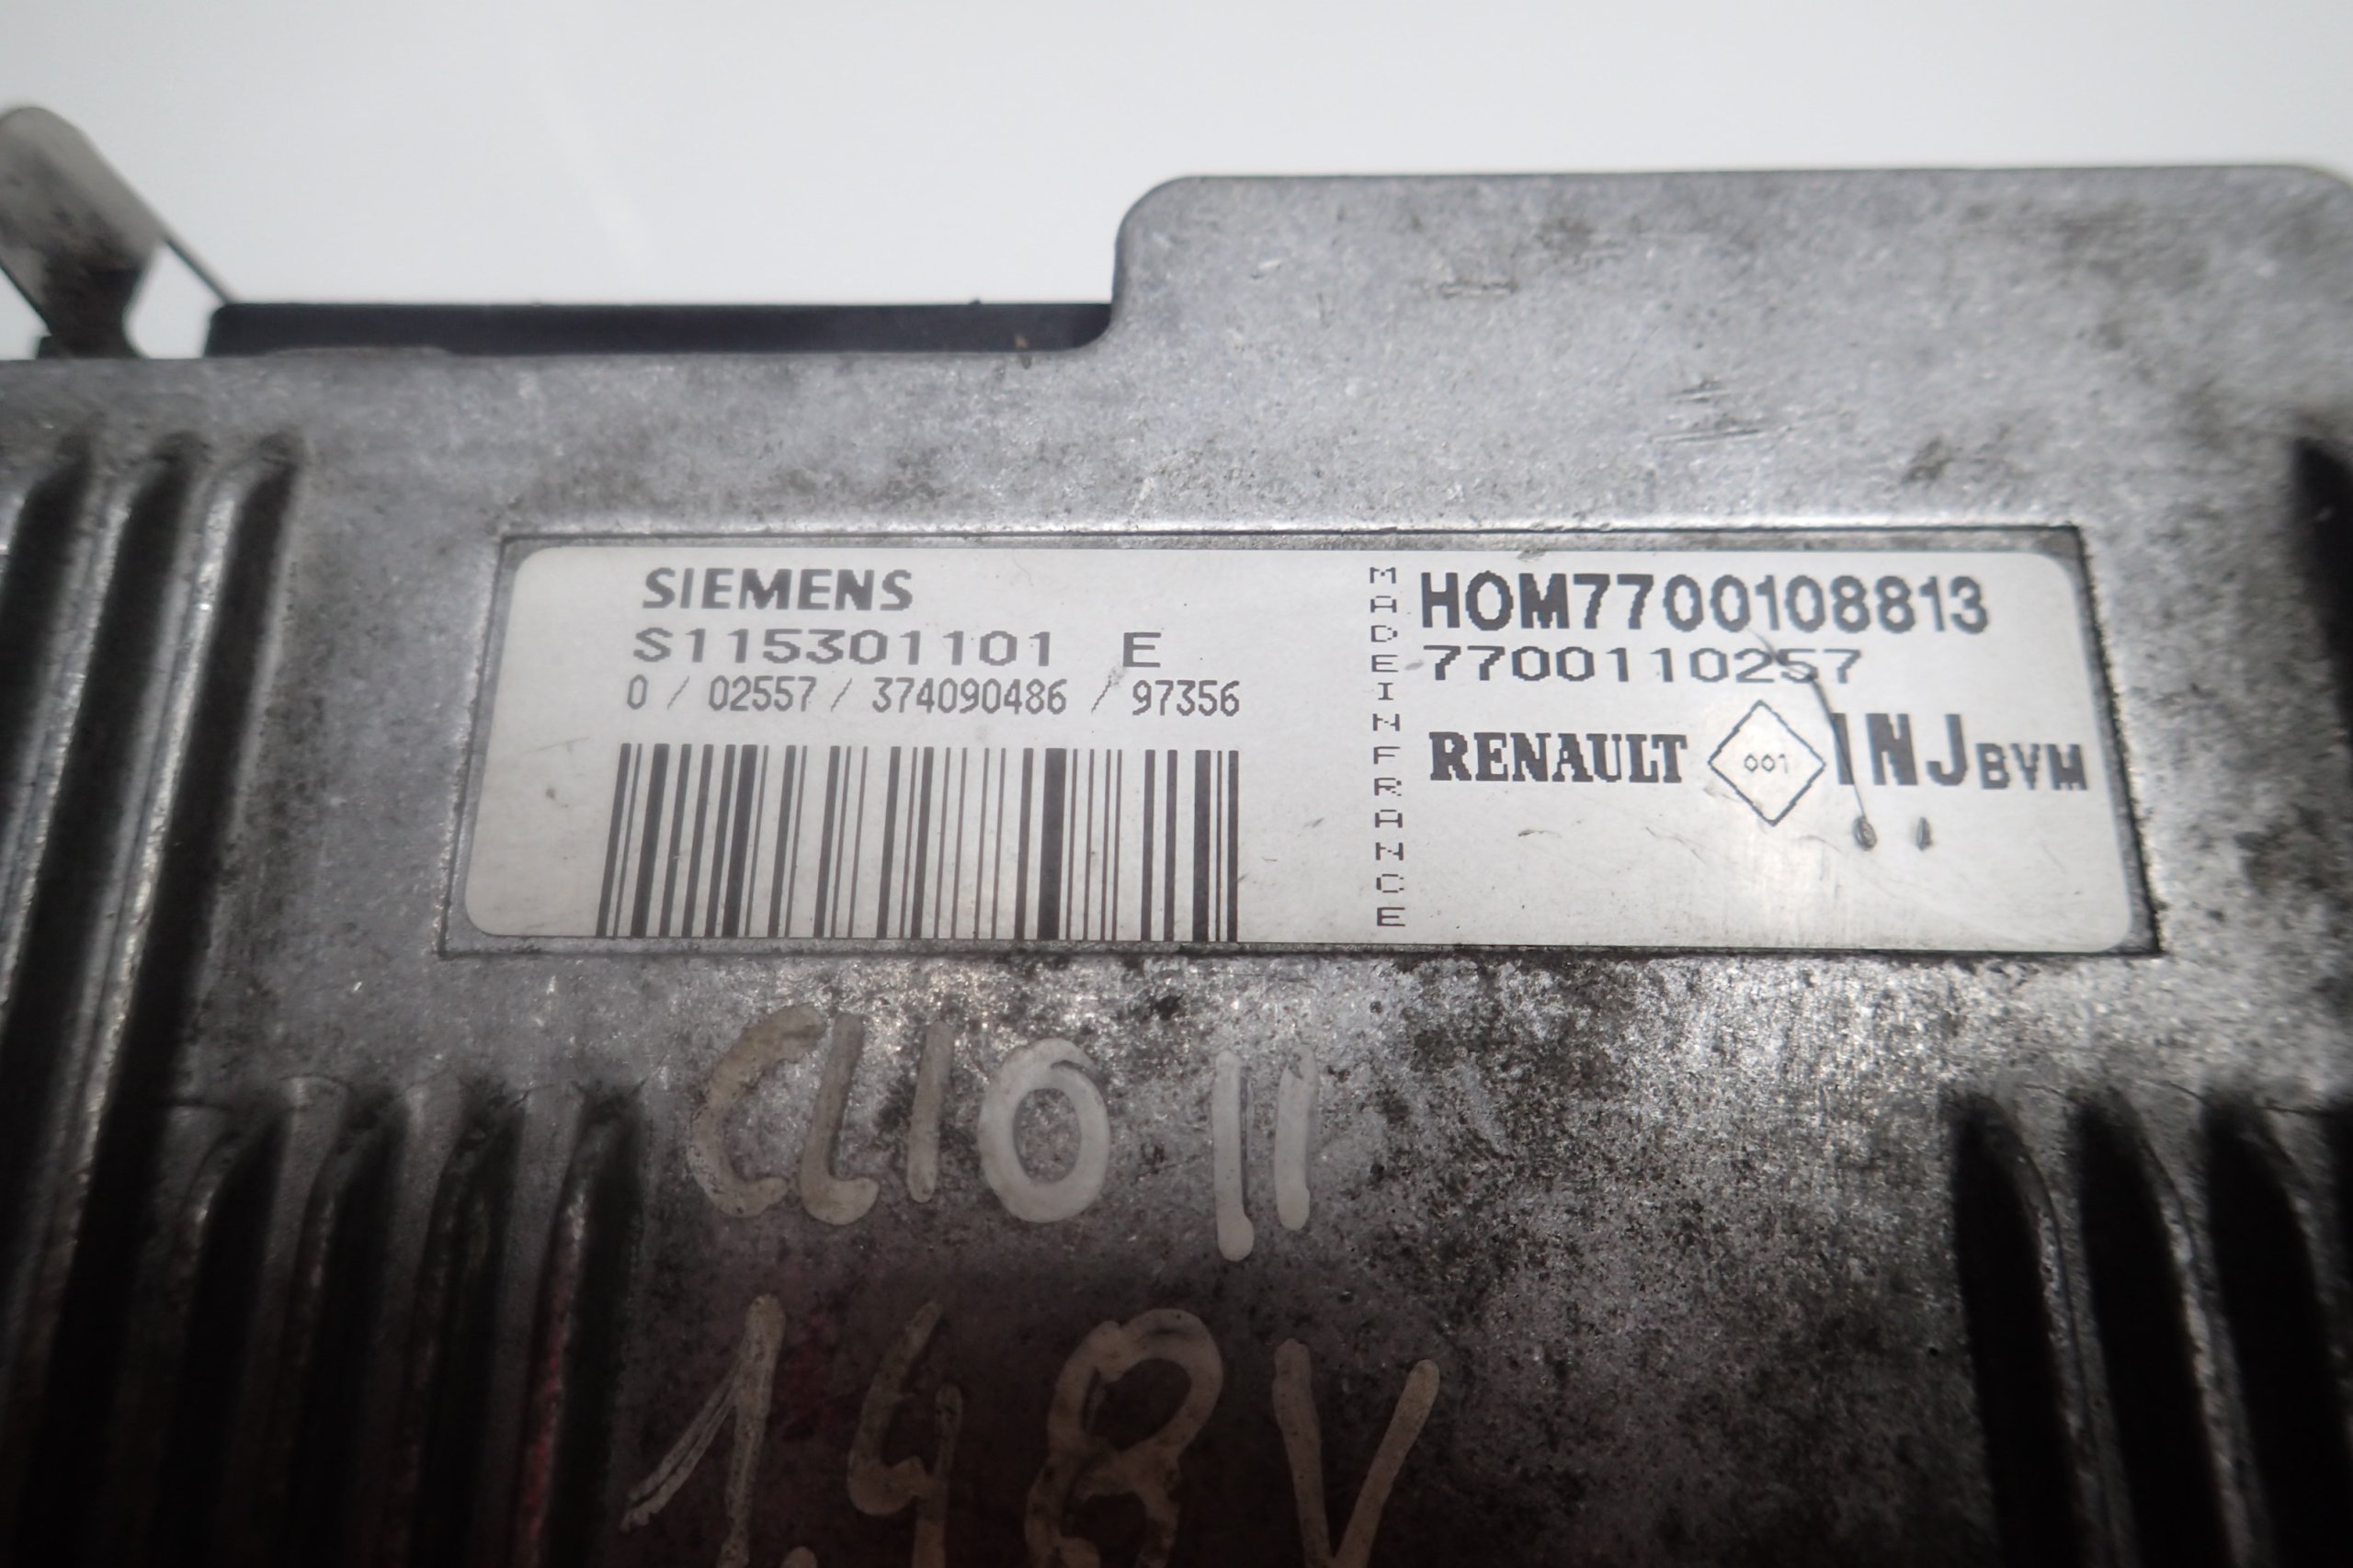 SIEMENS
S115301101 E
0 / 02557 / 374090486 / 97356
MADE IN FRANCE
HOM7700108813
7700110257
RENAULT 001 INJ BVM
CLIO II
1.4 8V